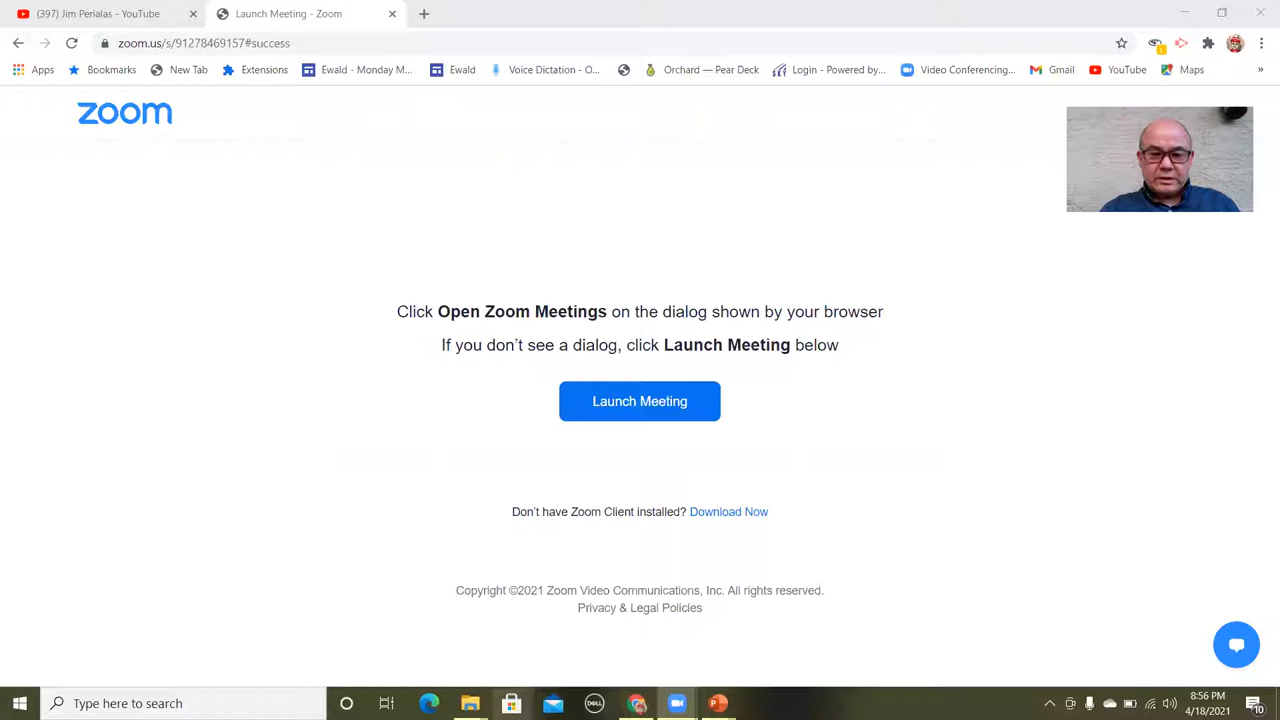 (397) Jim Perialas - YouTube
Launch Meeting - Zoom
zoom.us/s/91278469157#success
Apps
Bookmarks
New Tab
Extensions
Ewald - Monday M...
Ewald
Voice Dictation - O...
Orchard — Pear Deck
Login - Powered by...
Video Conferencing...
Gmail
YouTube
Maps
»
zoom
Click Open Zoom Meetings on the dialog shown by your browser
If you don't see a dialog, click Launch Meeting below
Launch Meeting
Don't have Zoom Client installed? Download Now
Copyright ©2021 Zoom Video Communications, Inc. All rights reserved.
Privacy & Legal Policies
Type here to search
DELL
8:56 PM
4/18/2021
10